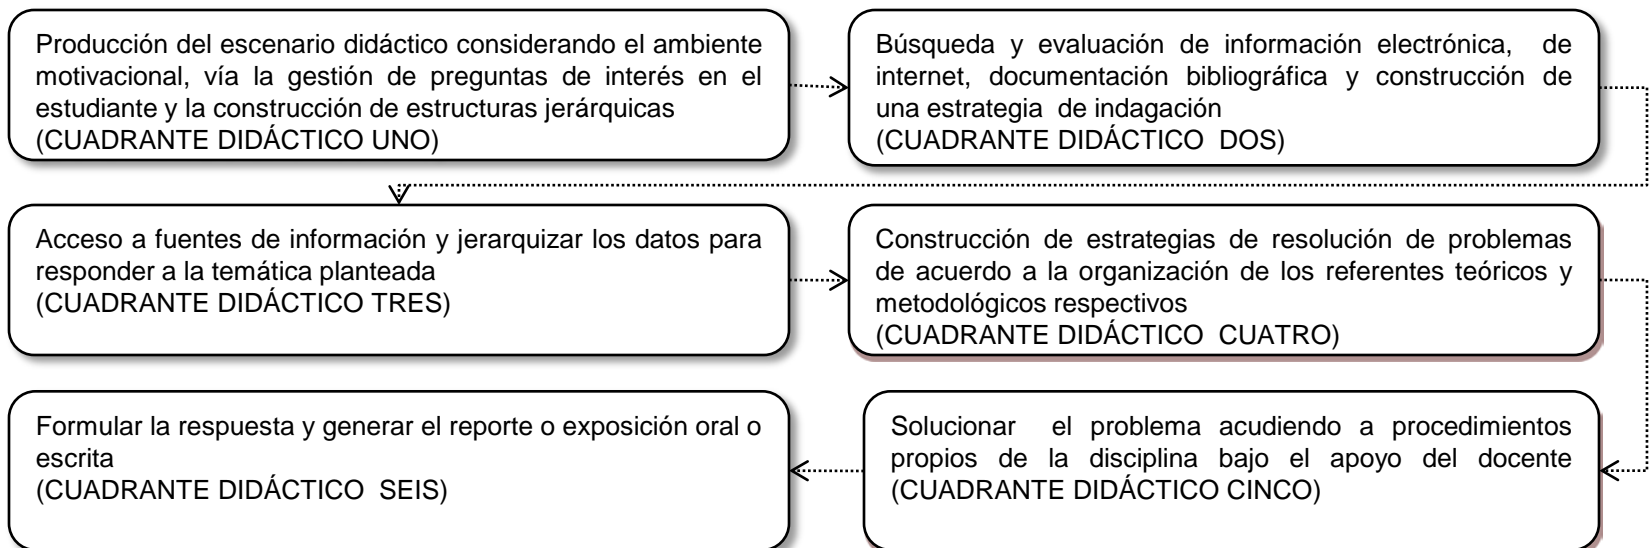 Producción del escenario didáctico considerando el ambiente
motivacional, vía la gestión de preguntas de interés en el
estudiante y la construcción de estructuras jerárquicas
(CUADRANTE DIDÁCTICO UNO)
Búsqueda y evaluación de información electrónica, de
internet, documentación bibliográfica y construcción de
una estrategia de indagación
(CUADRANTE DIDÁCTICO DOS)
Acceso a fuentes de información y jerarquizar los datos para
responder a la temática planteada
(CUADRANTE DIDÁCTICO TRES)
Construcción de estrategias de resolución de problemas
de acuerdo a la organización de los referentes teóricos y
metodológicos respectivos
(CUADRANTE DIDÁCTICO CUATRO)
Solucionar el problema acudiendo a procedimientos
propios de la disciplina bajo el apoyo del docente
(CUADRANTE DIDÁCTICO CINCO)
Formular la respuesta y generar el reporte o exposición oral o
escrita
(CUADRANTE DIDÁCTICO SEIS)